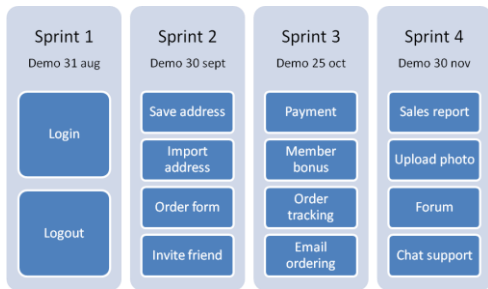 Sprint 1
Demo 31 aug
Login
Logout
Sprint 2
Demo 30 sept
Save address
Import
address
Order form
Invite friend
Sprint 3
Demo 25 oct
Payment
Member
bonus
Order
tracking
Email
ordering
Sprint 4
Demo 30 nov
Sales report
Upload photo
Forum
Chat support